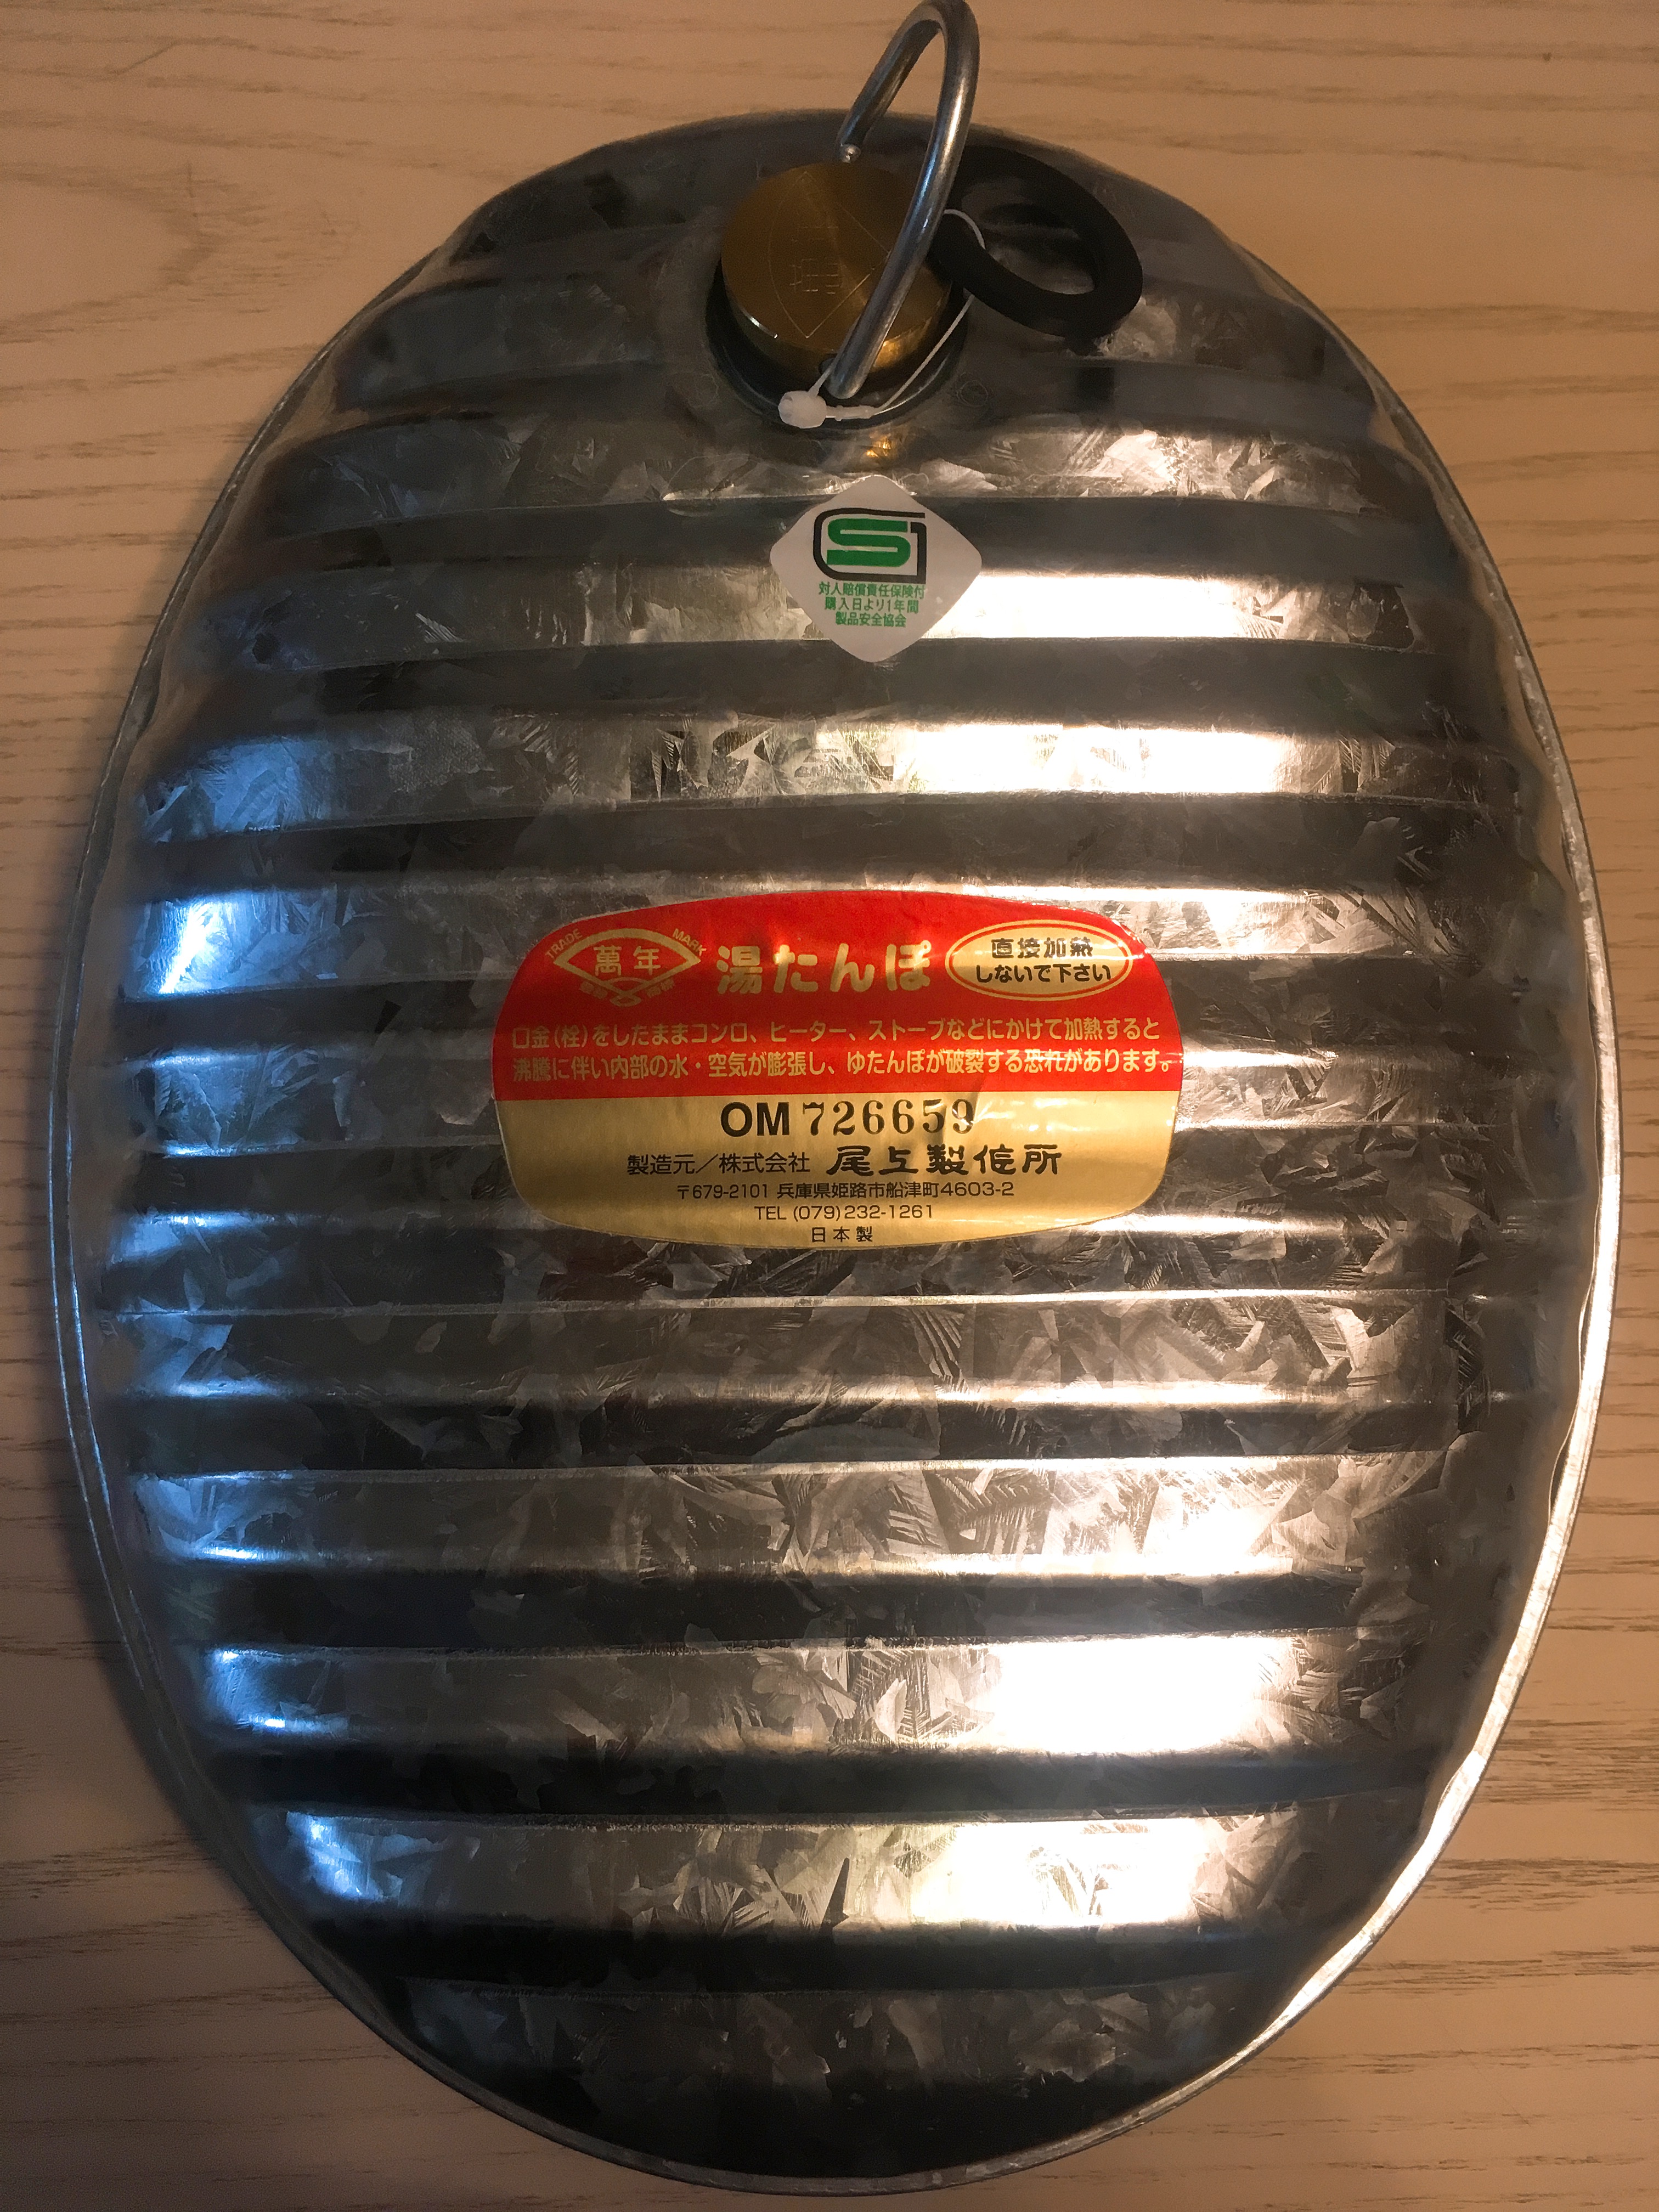 SG
対人賠償責任保険付
購入日より1年間
製品安全協会
TRADE MARK
萬年
湯たんぽ
直接加熱
しないで下さい
口金(栓)をしたままコンロ、ヒーター、ストーブなどにかけて加熱すると
沸騰に伴い内部の水・空気が膨張し、ゆたんぽが破裂する恐れがあります。
OM 726659
製造元/株式会社 尾上製作所
〒679-2101 兵庫県姫路市船津町4603-2
TEL (079)232-1261
日本製